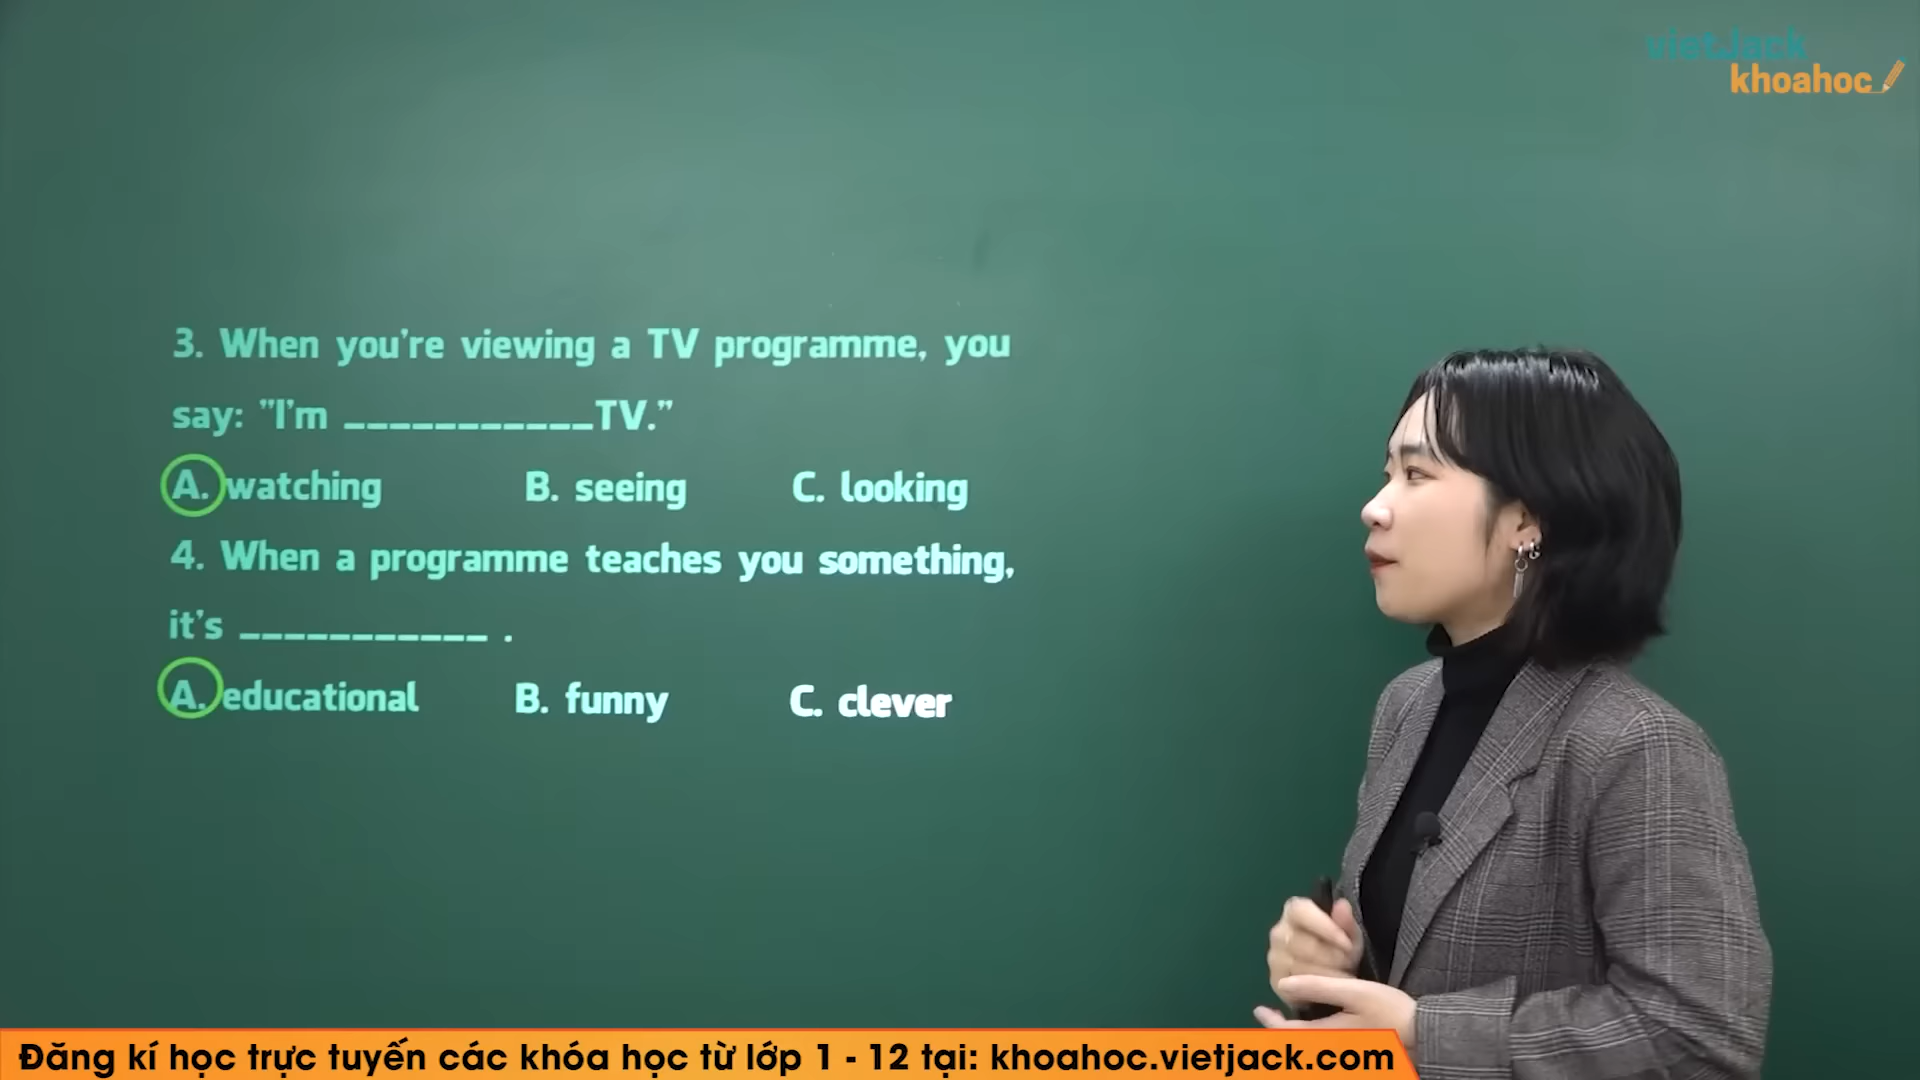 vietJack
khoahoc
3. When you're viewing a TV programme, you
say: "I'm ___________TV."
A. watching B. seeing C. looking
4. When a programme teaches you something,
it's ___________ .
A. educational B. funny C. clever
Đăng kí học trực tuyến các khóa học từ lớp 1 - 12 tại: khoahoc.vietjack.com